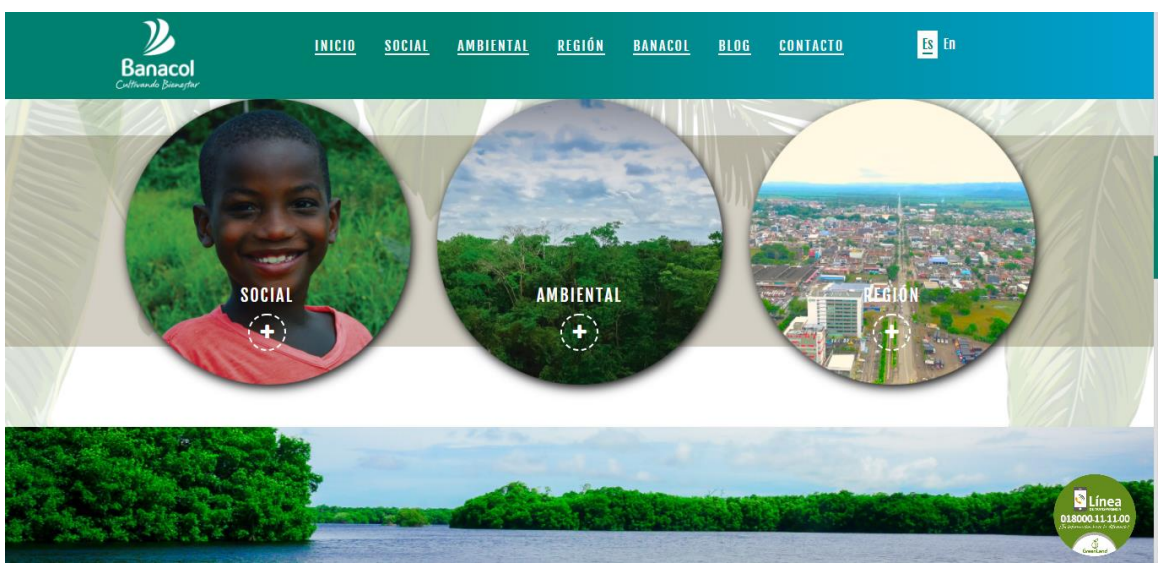 Banacol
Cultivando Bienestar
INICIO SOCIAL AMBIENTAL REGIÓN BANACOL BLOG CONTACTO Es En
SOCIAL AMBIENTAL REGIÓN
Línea
018000-11-11-00
GreenLand